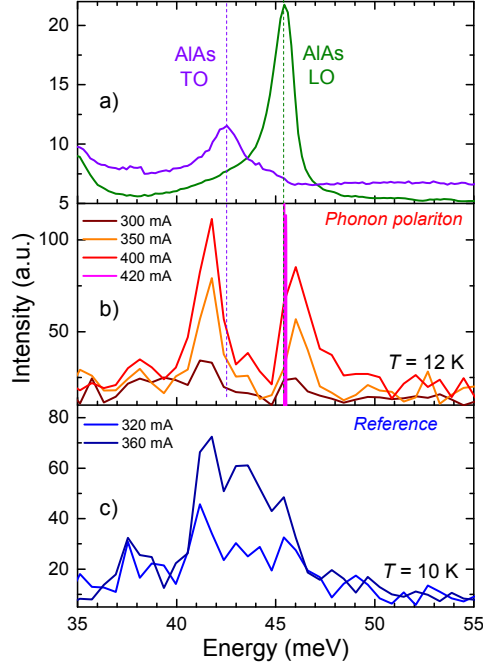 20
15
10
5
AlAs
TO
AlAs
LO
a)
Intensity (a.u.)
100
50
300 mA
350 mA
400 mA
420 mA
Phonon polariton
b)
T = 12 K
80
60
40
20
320 mA
360 mA
Reference
c)
T = 10 K
35 40 45 50 55
Energy (meV)